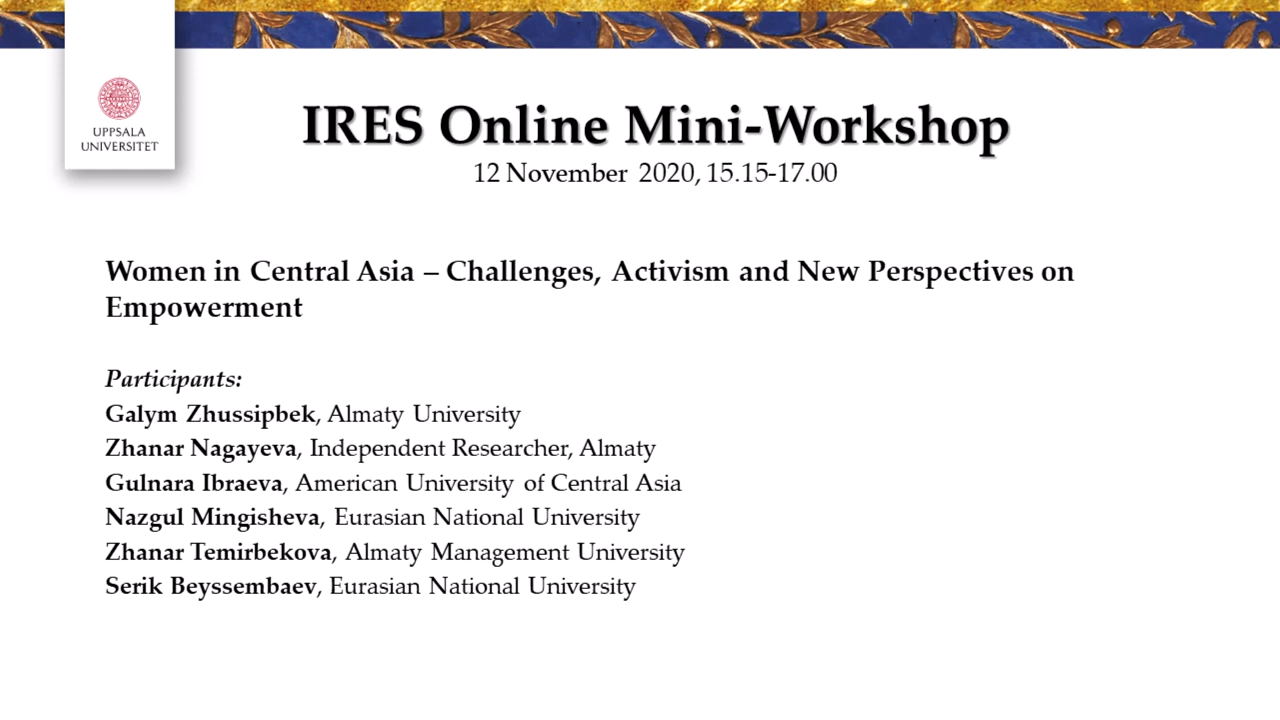 UPPSALA
UNIVERSITET
IRES Online Mini-Workshop
12 November 2020, 15.15-17.00
Women in Central Asia – Challenges, Activism and New Perspectives on
Empowerment
Participants:
Galym Zhussipbek, Almaty University
Zhanar Nagayeva, Independent Researcher, Almaty
Gulnara Ibraeva, American University of Central Asia
Nazgul Mingisheva, Eurasian National University
Zhanar Temirbekova, Almaty Management University
Serik Beyssembaev, Eurasian National University